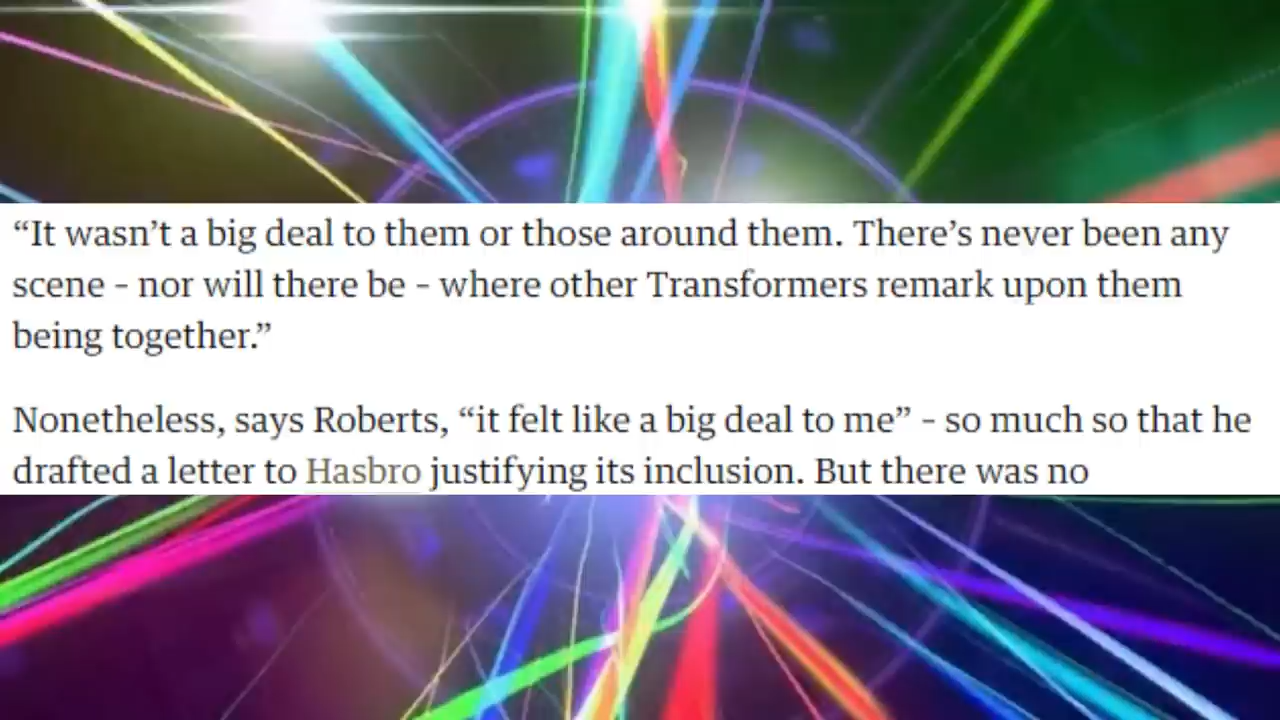 “It wasn’t a big deal to them or those around them. There’s never been any
scene – nor will there be – where other Transformers remark upon them
being together.”
Nonetheless, says Roberts, “it felt like a big deal to me” – so much so that he
drafted a letter to Hasbro justifying its inclusion. But there was no